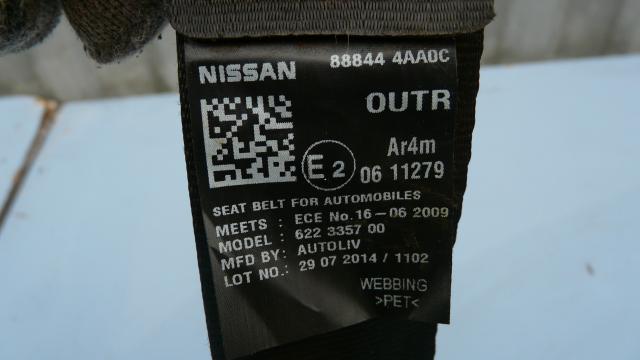 NISSAN 88844 4AA0C
OUTR
Ar4m
E2 06 11279
SEAT BELT FOR AUTOMOBILES
MEETS : ECE No.16-06 2009
MODEL : 622 3357 00
MFD BY: AUTOLIV
LOT NO.: 29 07 2014 / 1102
WEBBING
>PET<